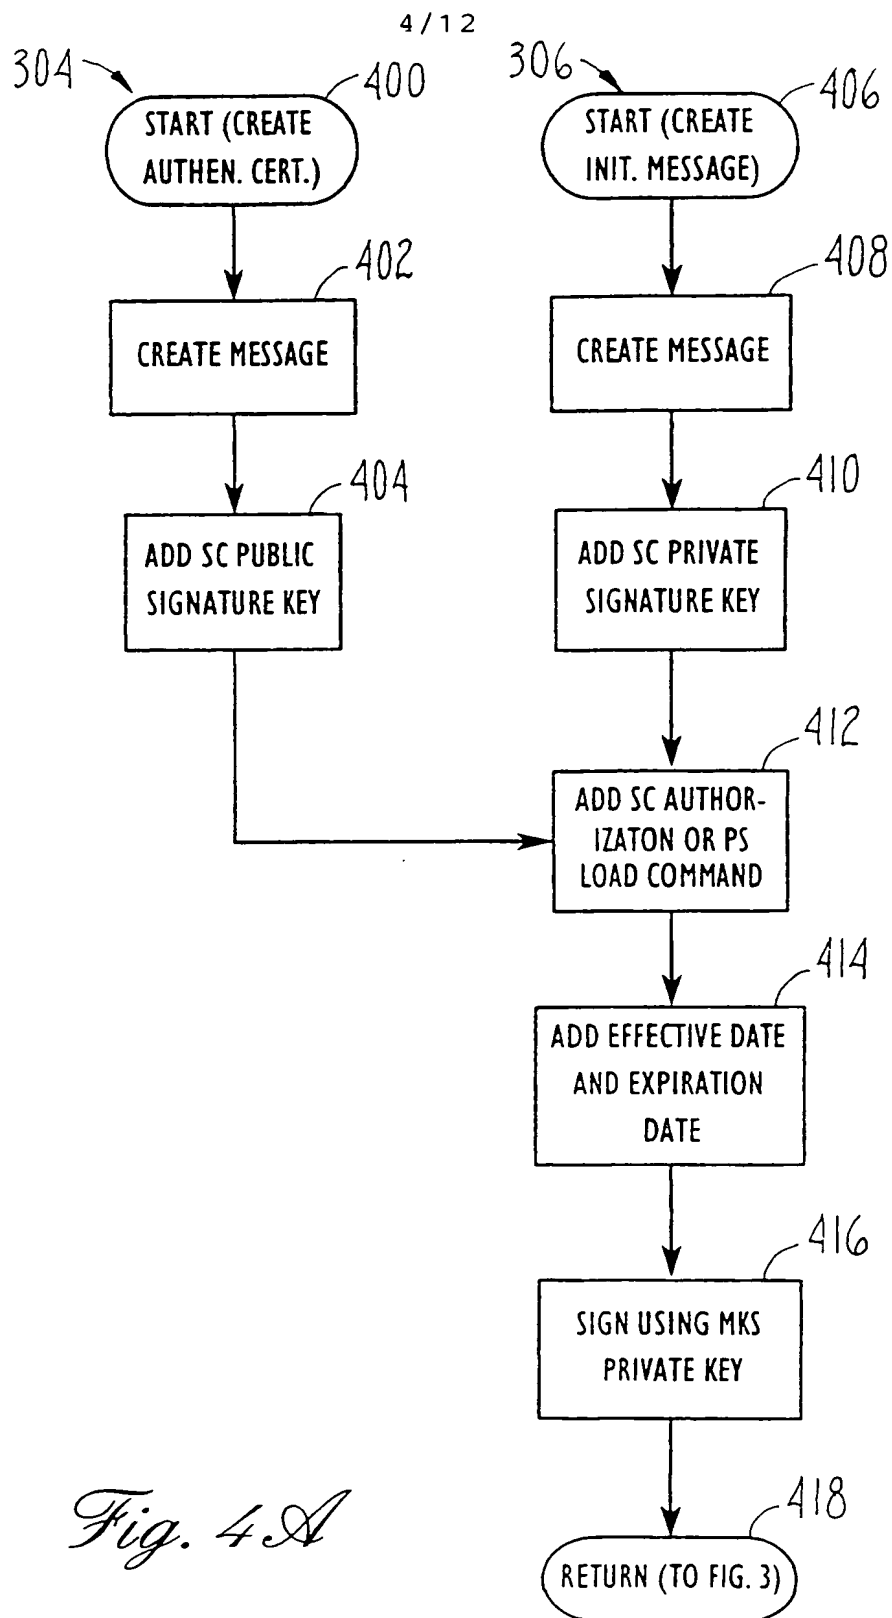 4/12
304
400
START (CREATE
AUTHEN. CERT.)
402
CREATE MESSAGE
404
ADD SC PUBLIC
SIGNATURE KEY
306
406
START (CREATE
INIT. MESSAGE)
408
CREATE MESSAGE
410
ADD SC PRIVATE
SIGNATURE KEY
412
ADD SC AUTHOR-
IZATON OR PS
LOAD COMMAND
414
ADD EFFECTIVE DATE
AND EXPIRATION
DATE
416
SIGN USING MKS
PRIVATE KEY
418
RETURN (TO FIG. 3)
Fig. 4A